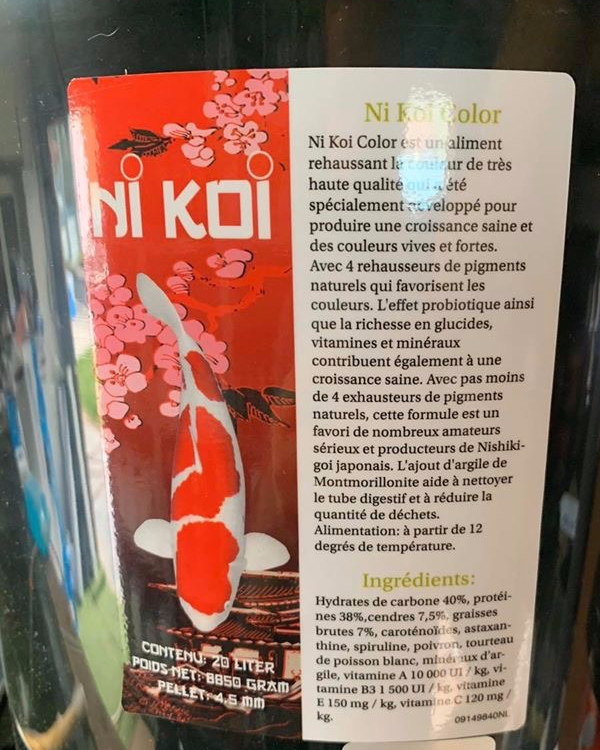 NI KOI
CONTENU: 20 LITER
POIDS NET: 8850 GRAM
PELLET: 4,5 MM
Ni Koi Color
Ni Koi Color est un aliment
rehaussant la couleur de très
haute qualité qui a été
spécialement développé pour
produire une croissance saine et
des couleurs vives et fortes.
Avec 4 rehausseurs de pigments
naturels qui favorisent les
couleurs. L'effet probiotique ainsi
que la richesse en glucides,
vitamines et minéraux
contribuent également à une
croissance saine. Avec pas moins
de 4 exhausteurs de pigments
naturels, cette formule est un
favori de nombreux amateurs
sérieux et producteurs de Nishiki-
goi japonais. L'ajout d'argile de
Montmorillonite aide à nettoyer
le tube digestif et à réduire la
quantité de déchets.
Alimentation: à partir de 12
degrés de température.
Ingrédients:
Hydrates de carbone 40%, protéi-
nes 38%,cendres 7,5%, graisses
brutes 7%, caroténoïdes, astaxan-
thine, spiruline, poivron, tourteau
de poisson blanc, minéraux d'ar-
gile, vitamine A 10 000 UI / kg, vi-
tamine B3 1 500 UI / kg, vitamine
E 150 mg / kg, vitamine C 120 mg /
kg.
09149840NL